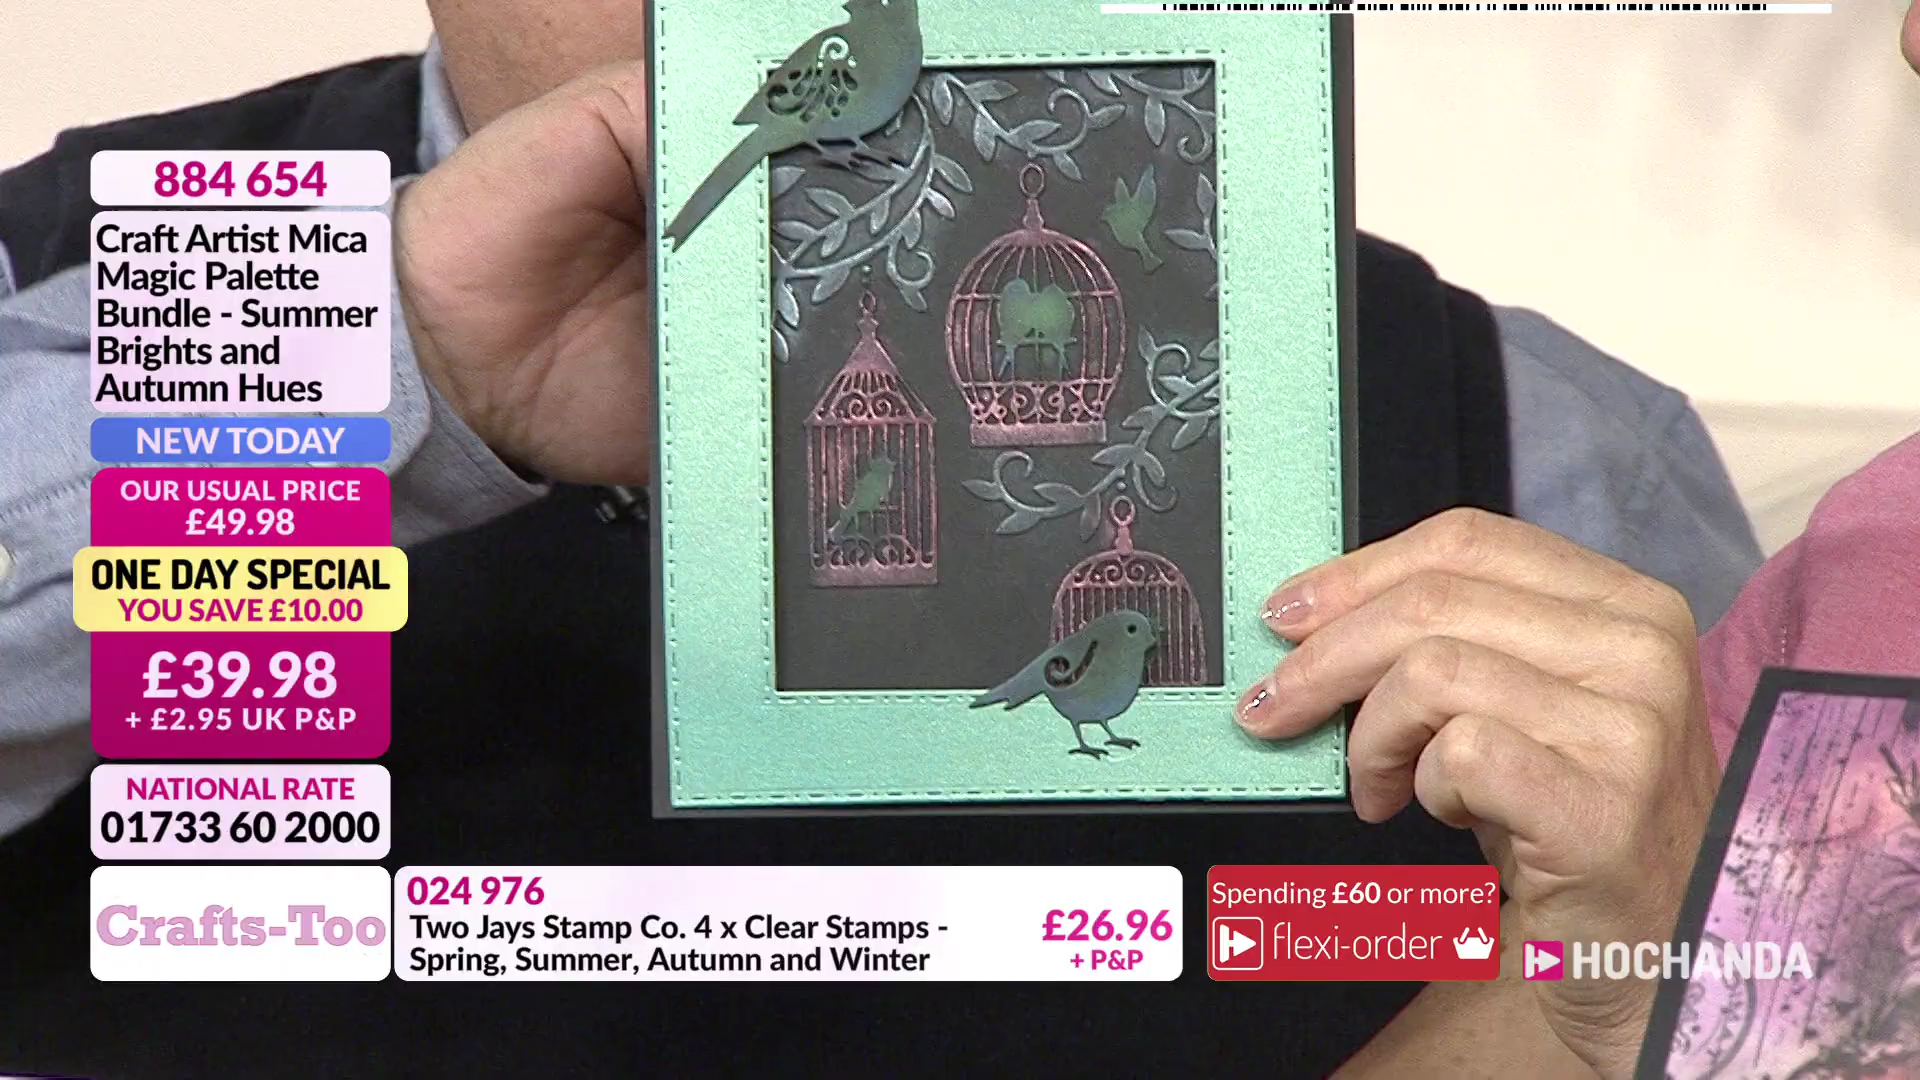 884 654
Craft Artist Mica
Magic Palette
Bundle - Summer
Brights and
Autumn Hues
NEW TODAY
OUR USUAL PRICE
£49.98
ONE DAY SPECIAL
YOU SAVE £10.00
£39.98
+ £2.95 UK P&P
NATIONAL RATE
01733 60 2000
Crafts-Too
024 976
Two Jays Stamp Co. 4 x Clear Stamps -
Spring, Summer, Autumn and Winter
£26.96
+ P&P
Spending £60 or more?
flexi-order
HOCHANDA